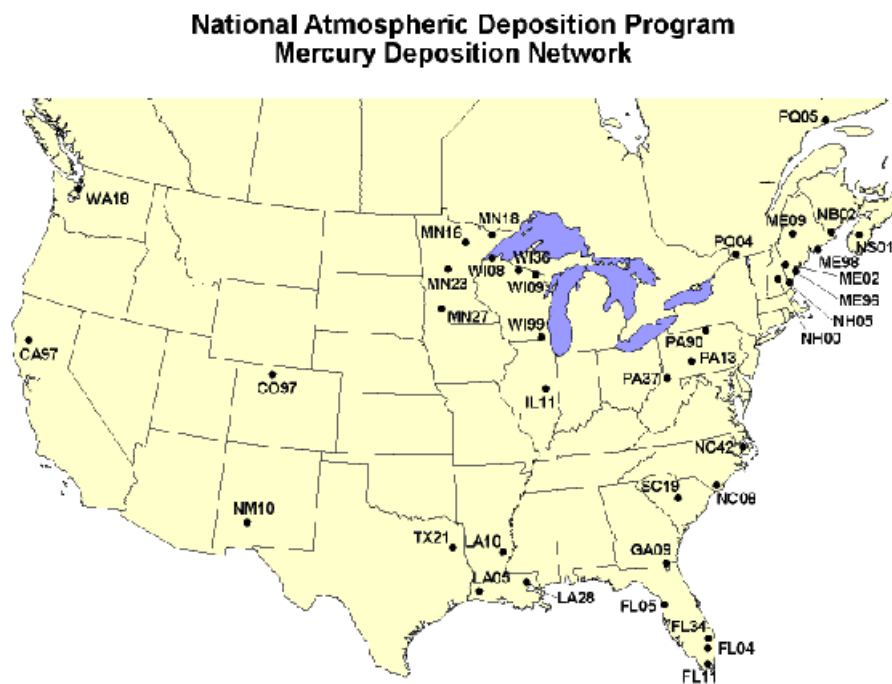 National Atmospheric Deposition Program
Mercury Deposition Network
PQ05
WA18
MN18
MN16
ME09
NB02
NS01
PQ04
WI36
WI08
WI09
ME98
ME02
MN23
ME96
MN27
NH05
WI99
NH00
CA97
PA90
PA13
CO97
PA37
IL11
NC42
SC19
NC08
NM10
TX21
LA10
GA09
LA05
LA28
FL05
FL34
FL04
FL11